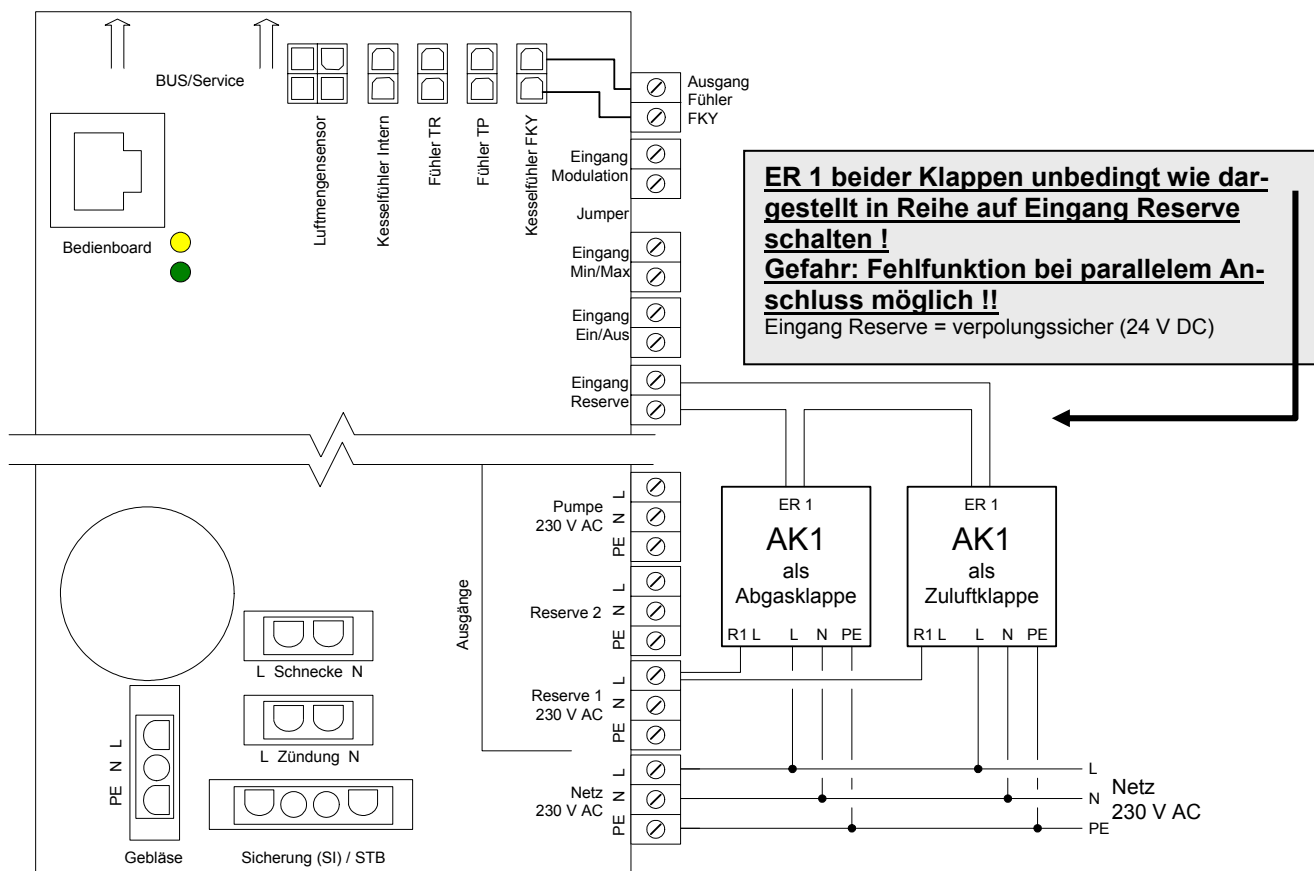 BUS/Service
Bedienboard
Luftmengensensor
Kesselfühler Intern
Fühler TR
Fühler TP
Kesselfühler FKY
Ausgang
Fühler
FKY
Eingang
Modulation
Jumper
Eingang
Min/Max
Eingang
Ein/Aus
Eingang
Reserve
ER 1 beider Klappen unbedingt wie dar-
gestellt in Reihe auf Eingang Reserve
schalten !
Gefahr: Fehlfunktion bei parallelem An-
schluss möglich !!
Eingang Reserve = verpolungssicher (24 V DC)
Ausgänge
Pumpe
230 V AC
PE N L
Reserve 2
PE N L
Reserve 1
230 V AC
PE N L
Netz
230 V AC
PE N L
ER 1
AK1
als
Abgasklappe
R1 L L N PE
ER 1
AK1
als
Zuluftklappe
R1 L L N PE
L
N
PE
Netz
230 V AC
L Schnecke N
L Zündung N
PE N L
Gebläse
Sicherung (SI) / STB